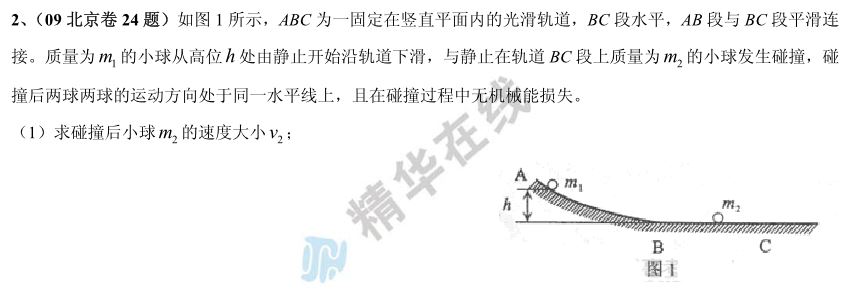 2、（09 北京卷 24 题）如图 1 所示，ABC 为一固定在竖直平面内的光滑轨道，BC 段水平，AB 段与 BC 段平滑连
接。质量为 m₁ 的小球从高位 h 处由静止开始沿轨道下滑，与静止在轨道 BC 段上质量为 m₂ 的小球发生碰撞，碰
撞后两球两球的运动方向处于同一水平线上，且在碰撞过程中无机械能损失。
（1）求碰撞后小球 m₂ 的速度大小 v₂；
精华在线
A m₁
h m₂
B C
图 1